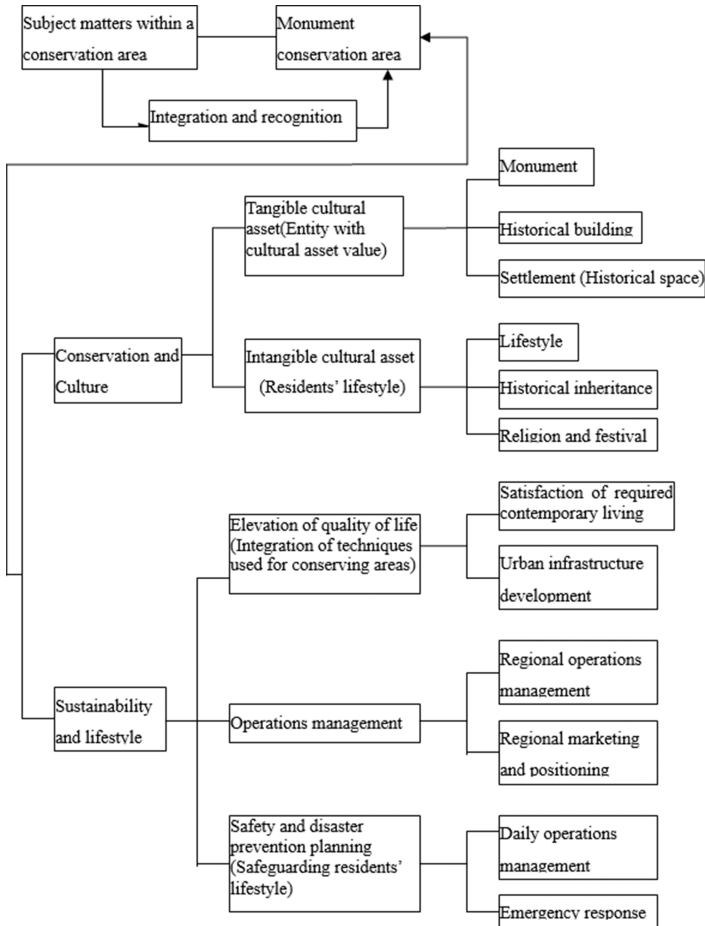 Subject matters within a
conservation area
Monument
conservation area
Integration and recognition
Monument
Tangible cultural
asset(Entity with
cultural asset value)
Historical building
Settlement (Historical space)
Conservation and
Culture
Intangible cultural asset
(Residents’ lifestyle)
Lifestyle
Historical inheritance
Religion and festival
Elevation of quality of life
(Integration of techniques
used for conserving areas)
Satisfaction of required
contemporary living
Urban infrastructure
development
Sustainability
and lifestyle
Operations management
Regional operations
management
Regional marketing
and positioning
Safety and disaster
prevention planning
(Safeguarding residents’
lifestyle)
Daily operations
management
Emergency response